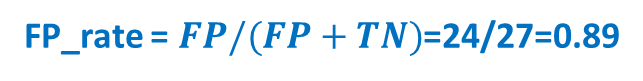 FP_rate = FP/(FP + TN)=24/27=0.89